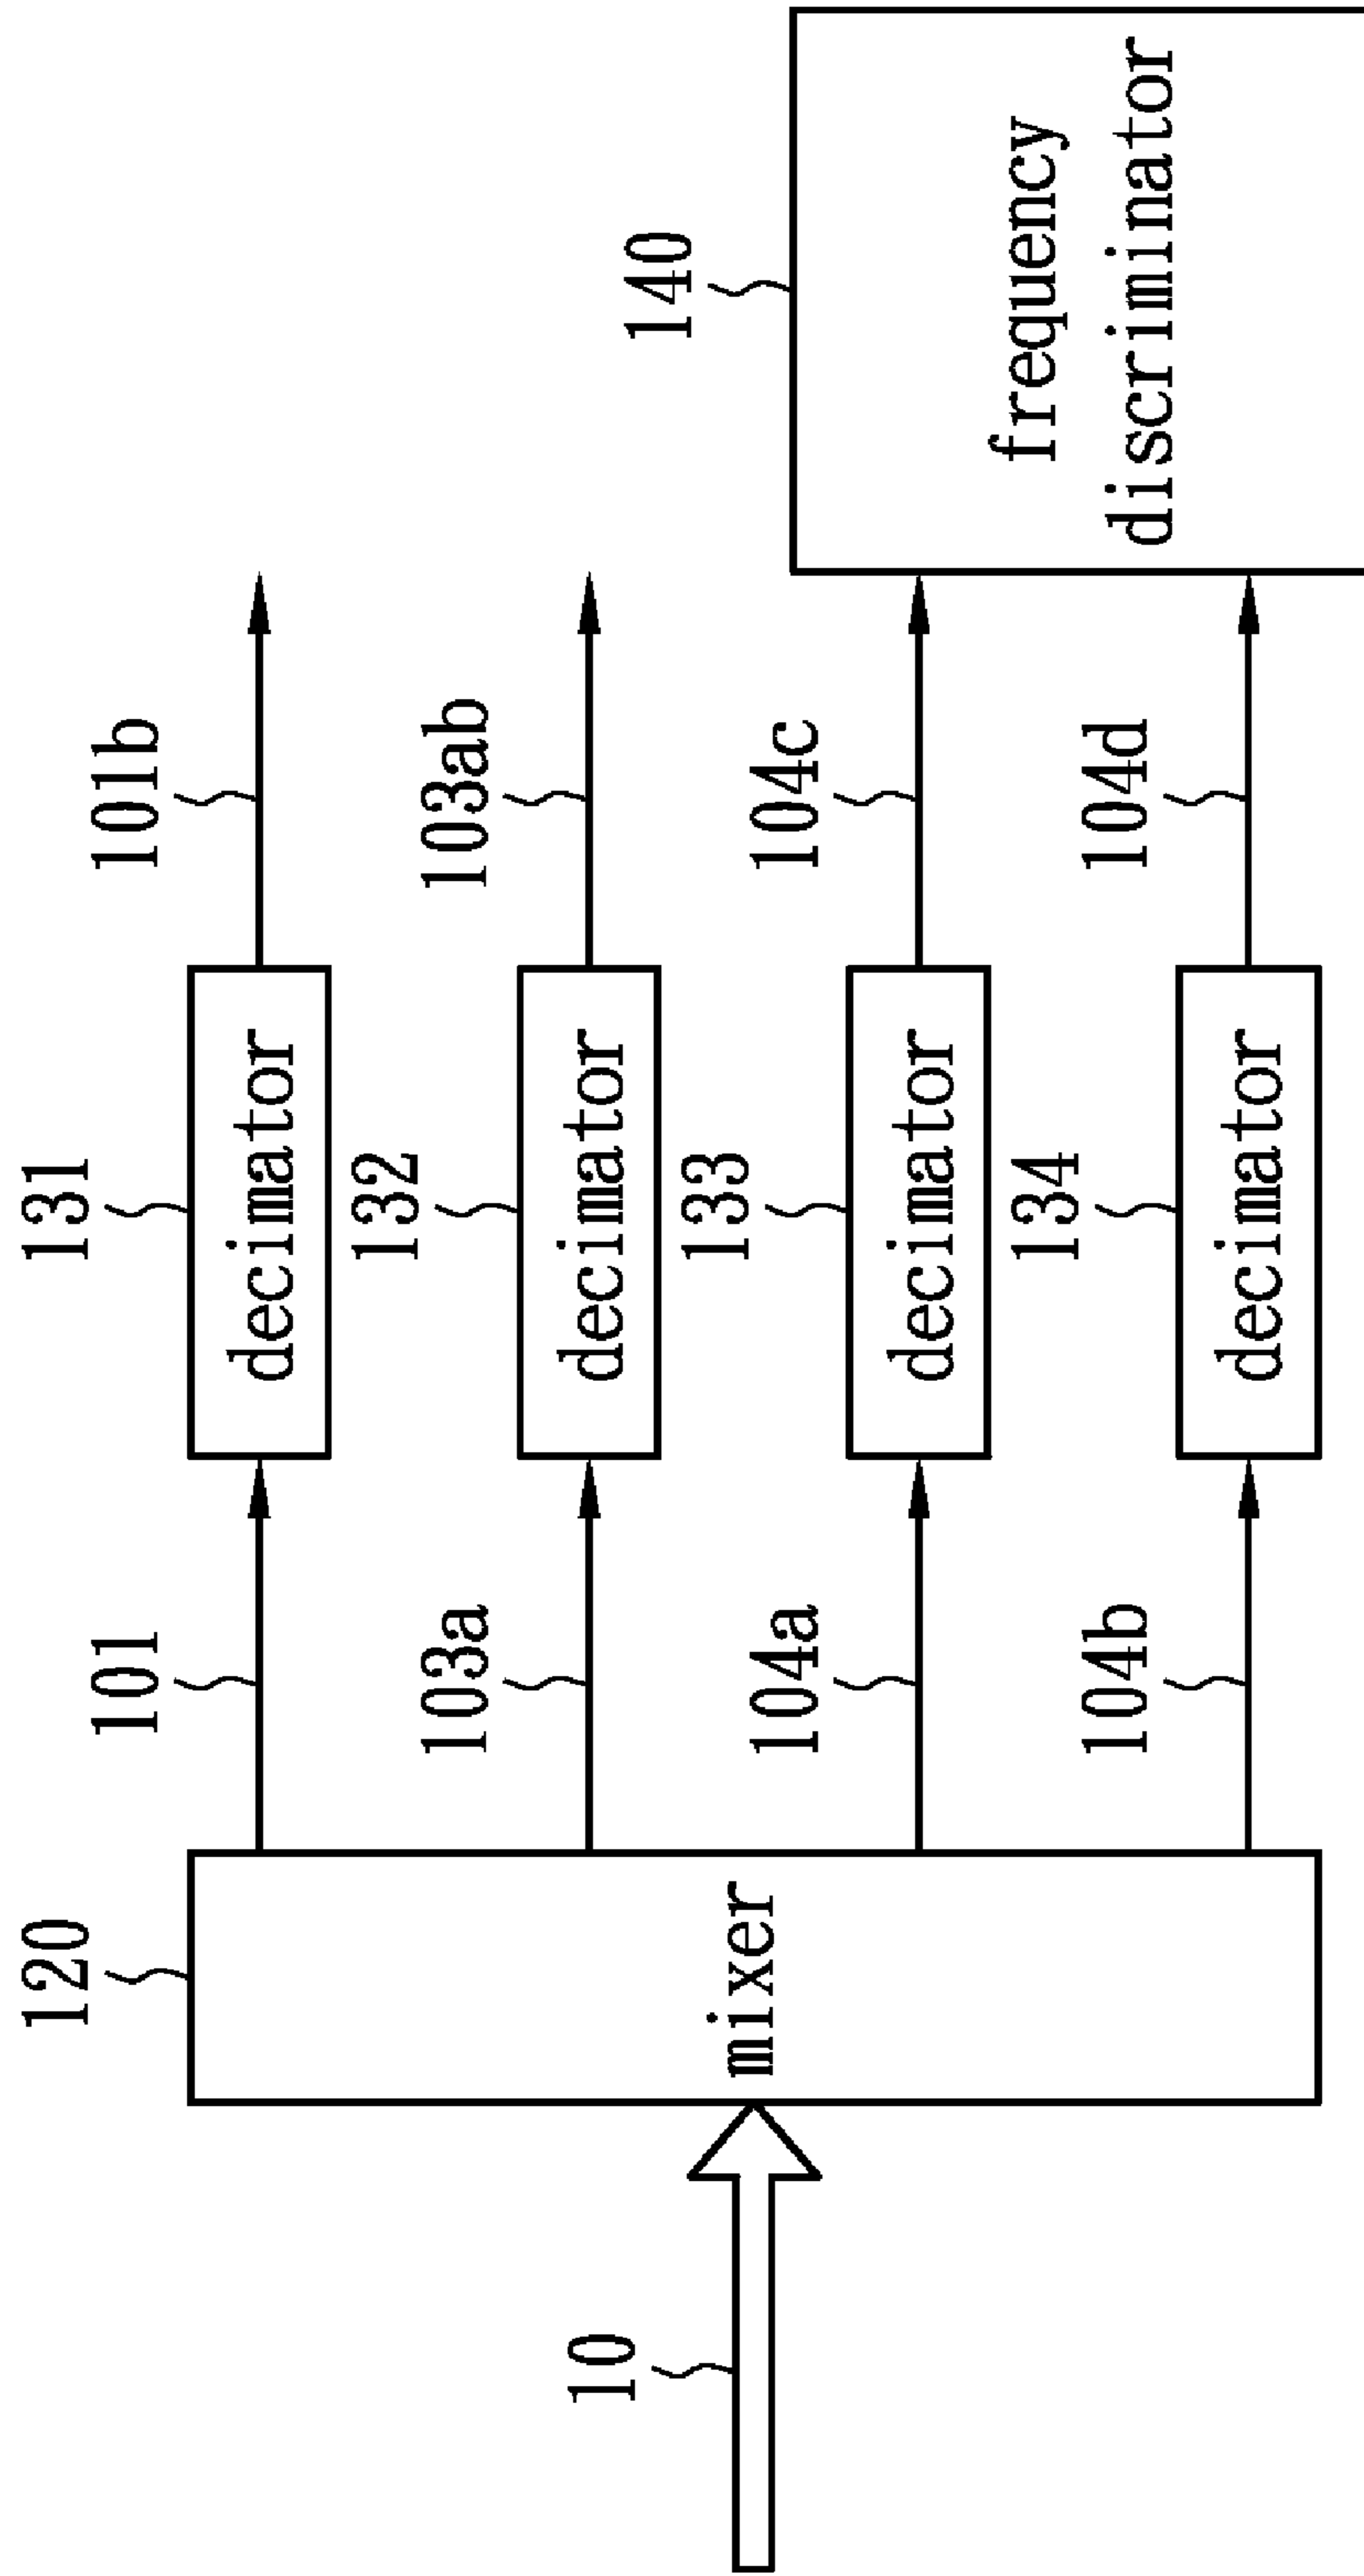 10
120
mixer
101
103a
104a
104b
131
decimator
132
decimator
133
decimator
134
decimator
101b
103ab
104c
104d
140
frequency
discriminator